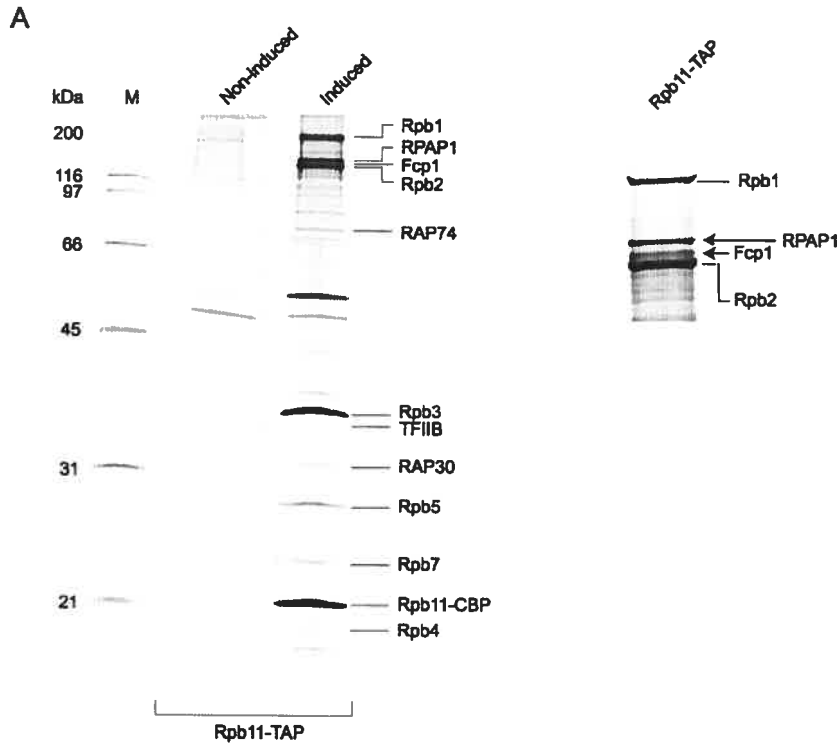 A
kDa
M
Non-induced
Induced
200
116
97
66
45
31
21
Rpb1
RPAP1
Fcp1
Rpb2
RAP74
Rpb3
TFIIB
RAP30
Rpb5
Rpb7
Rpb11-CBP
Rpb4
Rpb11-TAP
Rpb11-TAP
Rpb1
RPAP1
Fcp1
Rpb2